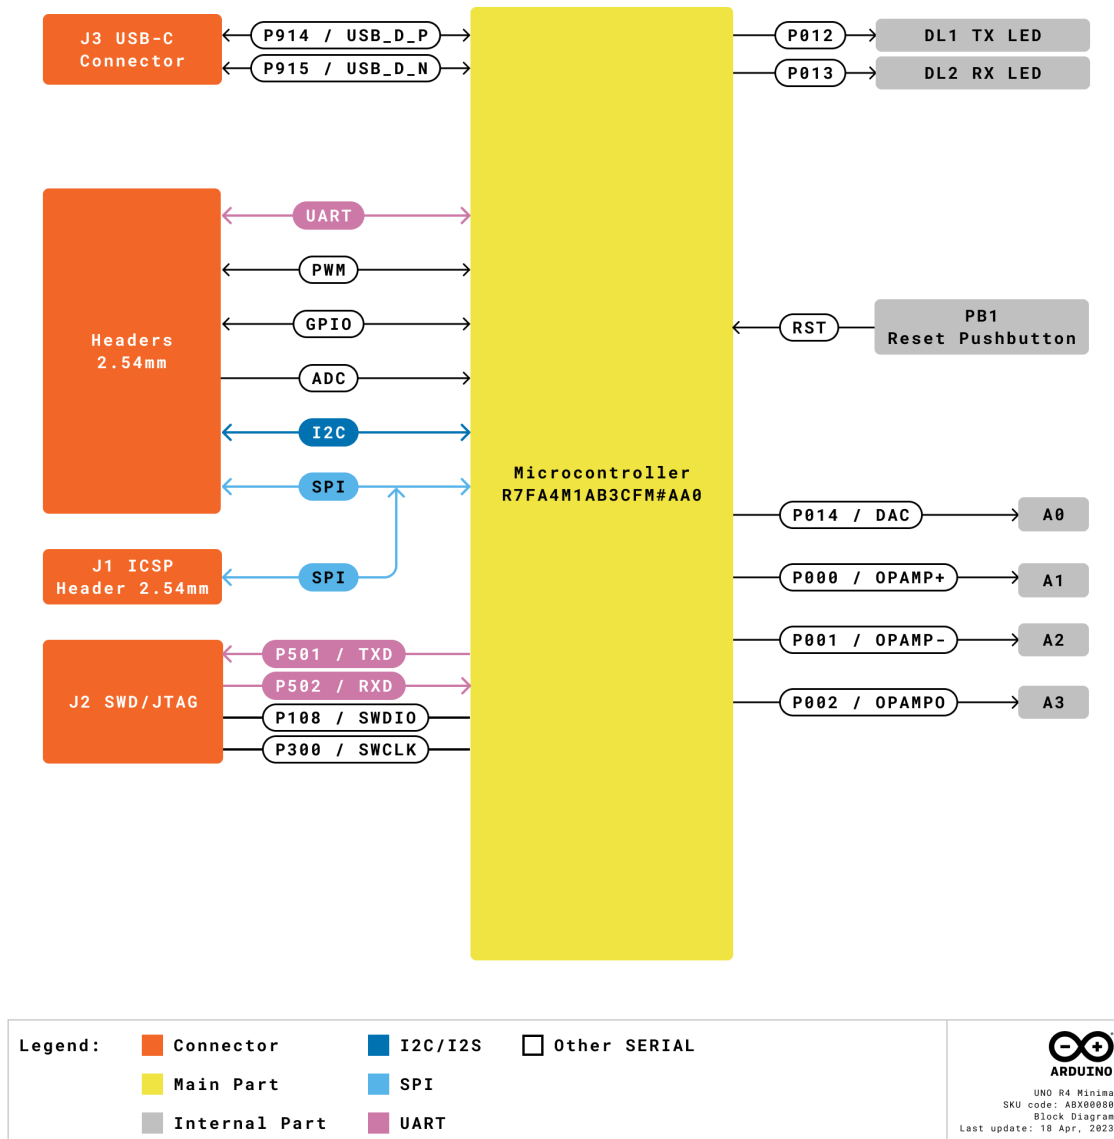 J3 USB-C
Connector
P914 / USB_D_P
P915 / USB_D_N
P012
DL1 TX LED
P013
DL2 RX LED
Headers
2.54mm
UART
PWM
GPIO
ADC
I2C
SPI
J1 ICSP
Header 2.54mm
SPI
J2 SWD/JTAG
P501 / TXD
P502 / RXD
P108 / SWDIO
P300 / SWCLK
Microcontroller
R7FA4M1AB3CFM#AA0
RST
PB1
Reset Pushbutton
P014 / DAC
A0
P000 / OPAMP+
A1
P001 / OPAMP-
A2
P002 / OPAMPO
A3
Legend:
Connector
Main Part
Internal Part
I2C/I2S
SPI
UART
Other SERIAL
ARDUINO
UNO R4 Minima
SKU code: ABX00080
Block Diagram
Last update: 18 Apr, 2023